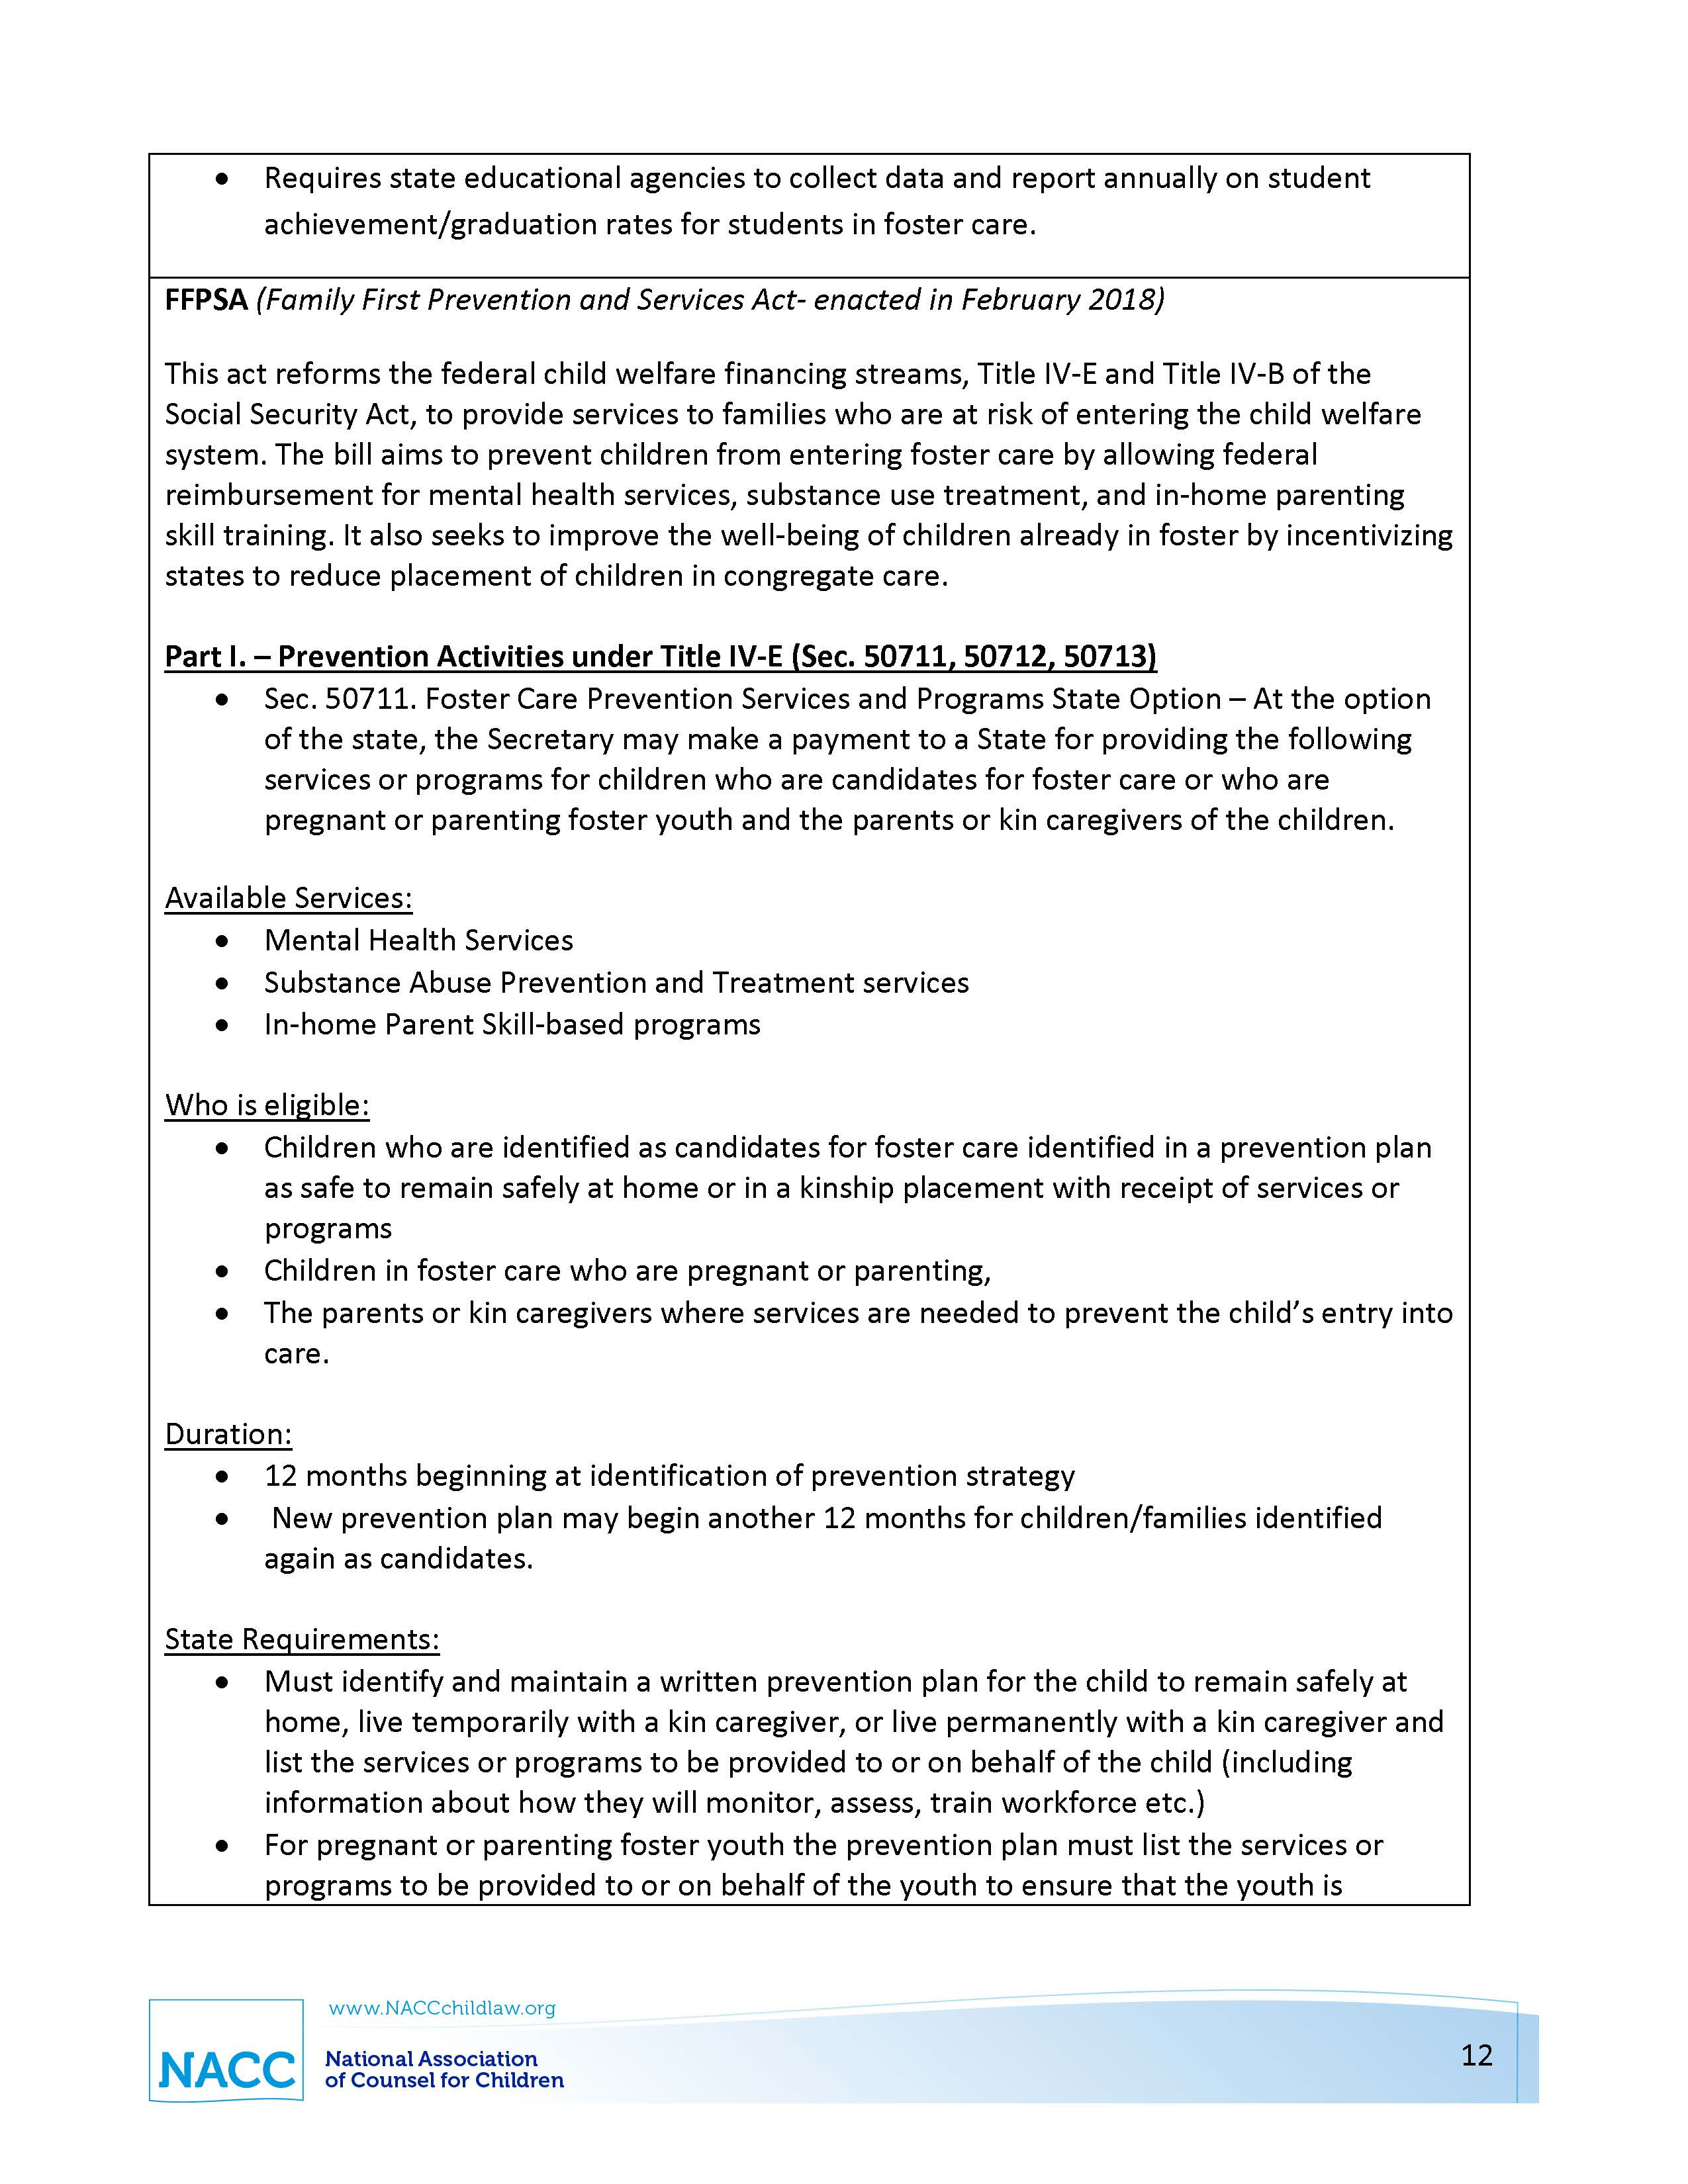 • Requires state educational agencies to collect data and report annually on student
achievement/graduation rates for students in foster care.
FFPSA (Family First Prevention and Services Act- enacted in February 2018)
This act reforms the federal child welfare financing streams, Title IV-E and Title IV-B of the
Social Security Act, to provide services to families who are at risk of entering the child welfare
system. The bill aims to prevent children from entering foster care by allowing federal
reimbursement for mental health services, substance use treatment, and in-home parenting
skill training. It also seeks to improve the well-being of children already in foster by incentivizing
states to reduce placement of children in congregate care.
Part I. – Prevention Activities under Title IV-E (Sec. 50711, 50712, 50713)
• Sec. 50711. Foster Care Prevention Services and Programs State Option – At the option
of the state, the Secretary may make a payment to a State for providing the following
services or programs for children who are candidates for foster care or who are
pregnant or parenting foster youth and the parents or kin caregivers of the children.
Available Services:
• Mental Health Services
• Substance Abuse Prevention and Treatment services
• In-home Parent Skill-based programs
Who is eligible:
• Children who are identified as candidates for foster care identified in a prevention plan
as safe to remain safely at home or in a kinship placement with receipt of services or
programs
• Children in foster care who are pregnant or parenting,
• The parents or kin caregivers where services are needed to prevent the child’s entry into
care.
Duration:
• 12 months beginning at identification of prevention strategy
• New prevention plan may begin another 12 months for children/families identified
again as candidates.
State Requirements:
• Must identify and maintain a written prevention plan for the child to remain safely at
home, live temporarily with a kin caregiver, or live permanently with a kin caregiver and
list the services or programs to be provided to or on behalf of the child (including
information about how they will monitor, assess, train workforce etc.)
• For pregnant or parenting foster youth the prevention plan must list the services or
programs to be provided to or on behalf of the youth to ensure that the youth is
www.NACCchildlaw.org
NACC
National Association
of Counsel for Children
12